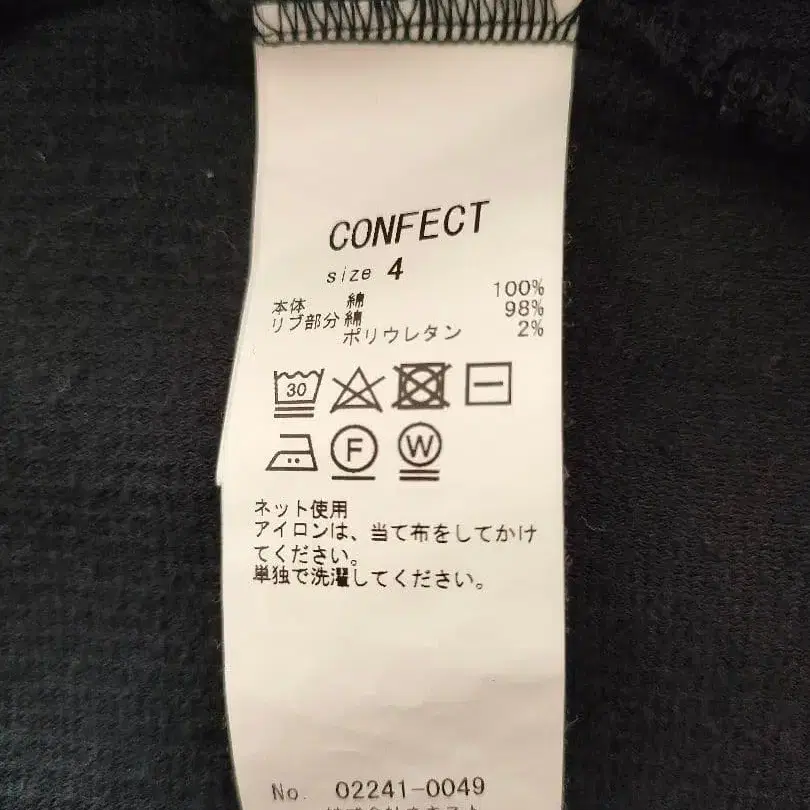 CONFECT
size 4
本体 綿 100%
リブ部分 綿 98%
ポリウレタン 2%
30
F W
ネット使用
アイロンは、当て布をしてかけ
てください。
単独で洗濯してください。
No. 02241-0049